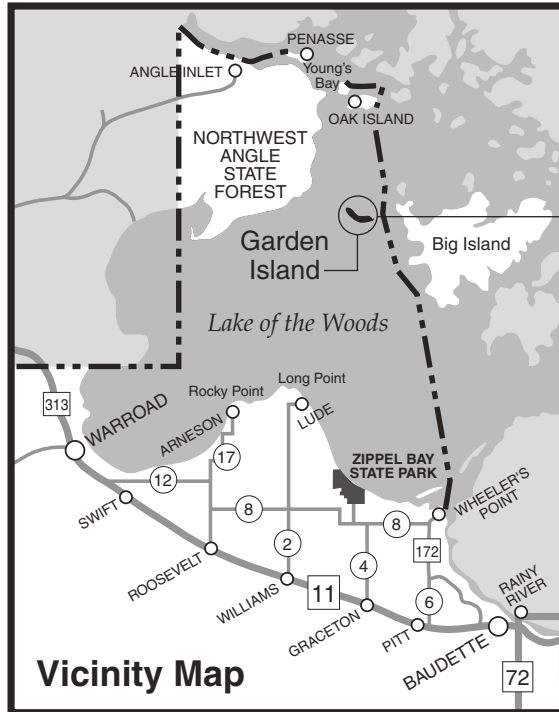 PENASSE
ANGLE INLET
Young's
Bay
OAK ISLAND
NORTHWEST
ANGLE
STATE
FOREST
Garden
Island
Big Island
Lake of the Woods
313
WARROAD
Rocky Point
Long Point
ARNESON
LUDE
17
ZIPPEL BAY
STATE PARK
12
SWIFT
8
8
WHEELER'S
POINT
ROOSEVELT
2
172
4
WILLIAMS
11
GRACETON
6
PITT
RAINY
RIVER
BAUDETTE
72
Vicinity Map